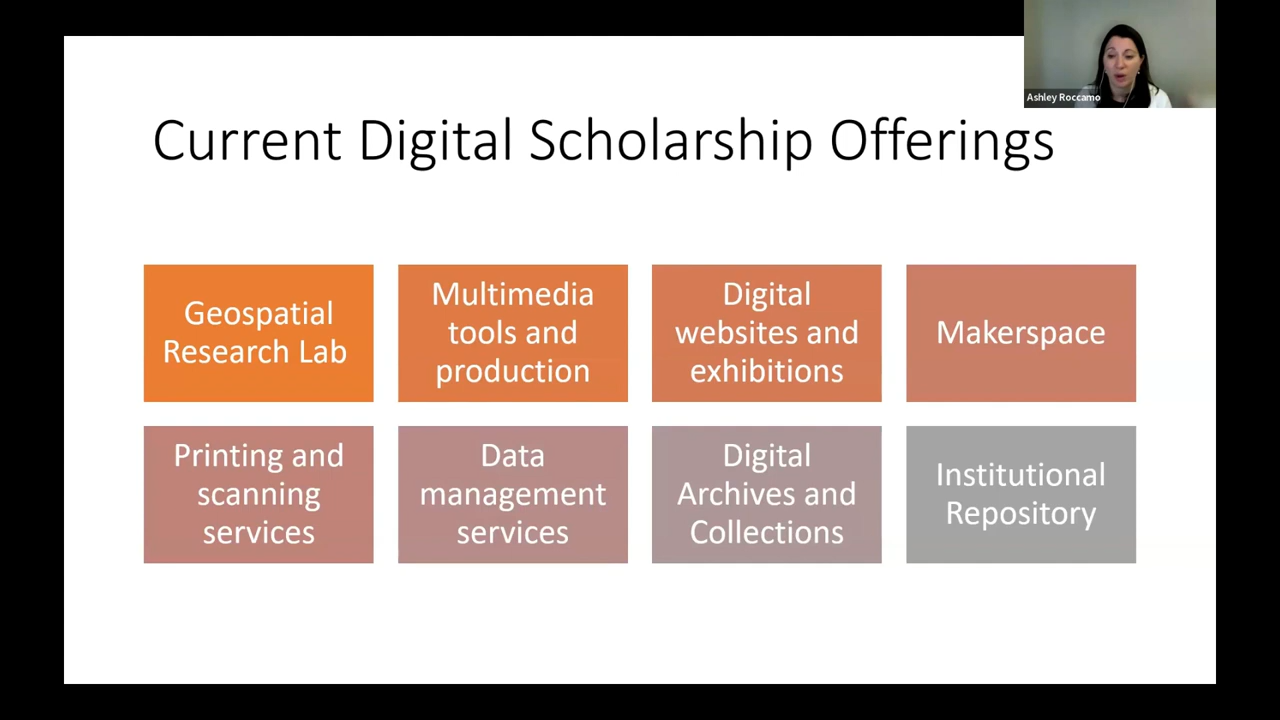 Ashley Roccamo
Current Digital Scholarship Offerings
Geospatial
Research Lab
Multimedia
tools and
production
Digital
websites and
exhibitions
Makerspace
Printing and
scanning
services
Data
management
services
Digital
Archives and
Collections
Institutional
Repository